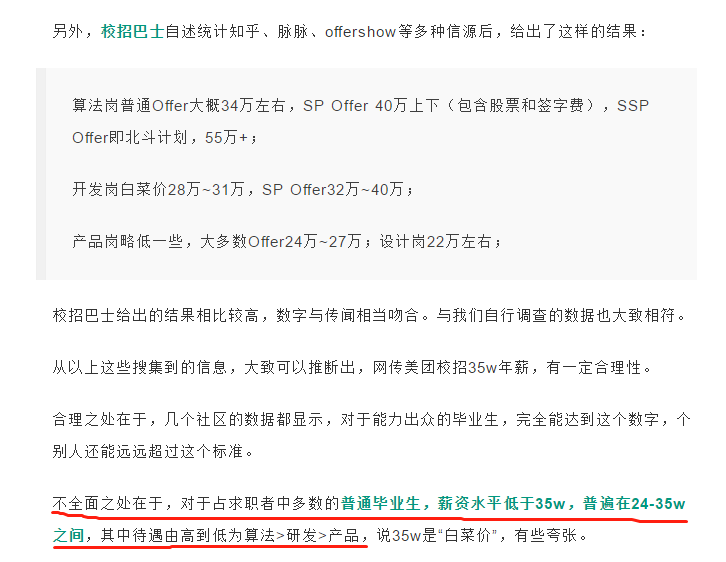 另外，校招巴士自述统计知乎、脉脉、offershow等多种信源后，给出了这样的结果：
算法岗普通Offer大概34万左右，SP Offer 40万上下（包含股票和签字费），SSP
Offer即北斗计划，55万+；
开发岗白菜价28万~31万，SP Offer32万~40万；
产品岗略低一些，大多数Offer24万~27万；设计岗22万左右；
校招巴士给出的结果相比较高，数字与传闻相当吻合。与我们自行调查的数据也大致相符。
从以上这些搜集到的信息，大致可以推断出，网传美团校招35w年薪，有一定合理性。
合理之处在于，几个社区的数据都显示，对于能力出众的毕业生，完全能达到这个数字，个
别人还能远远超过这个标准。
不全面之处在于，对于占求职者中多数的普通毕业生，薪资水平低于35w，普遍在24-35w
之间，其中待遇由高到低为算法>研发>产品，说35w是“白菜价”，有些夸张。